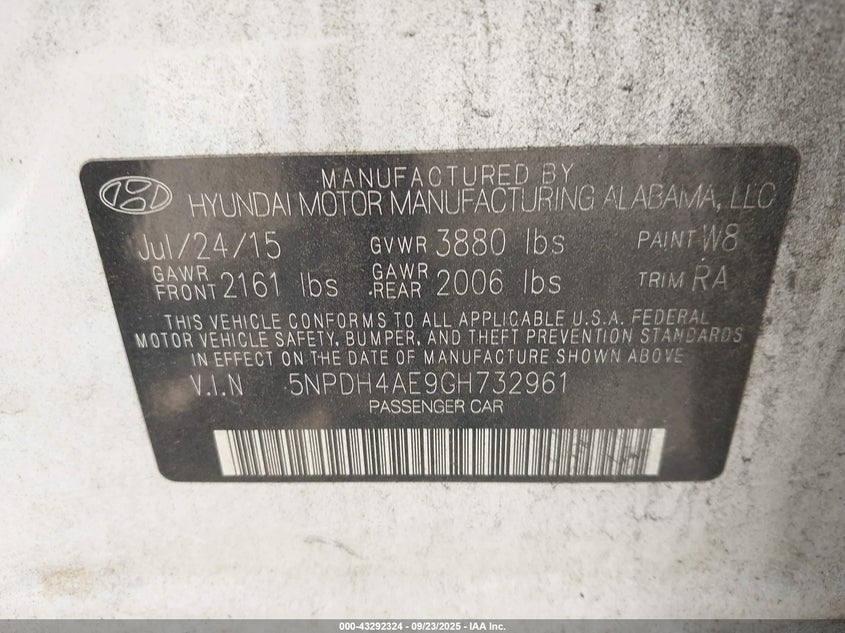 MANUFACTURED BY
HYUNDAI MOTOR MANUFACTURING ALABAMA, LLC
Jul/24/15 GVWR 3880 lbs PAINT W8
GAWR FRONT 2161 lbs GAWR REAR 2006 lbs TRIM RA
THIS VEHICLE CONFORMS TO ALL APPLICABLE U.S.A. FEDERAL
MOTOR VEHICLE SAFETY, BUMPER, AND THEFT PREVENTION STANDARDS
IN EFFECT ON THE DATE OF MANUFACTURE SHOWN ABOVE
V.I.N 5NPDH4AE9GH732961
PASSENGER CAR
000-43292324 - 09/23/2025 - IAA Inc.